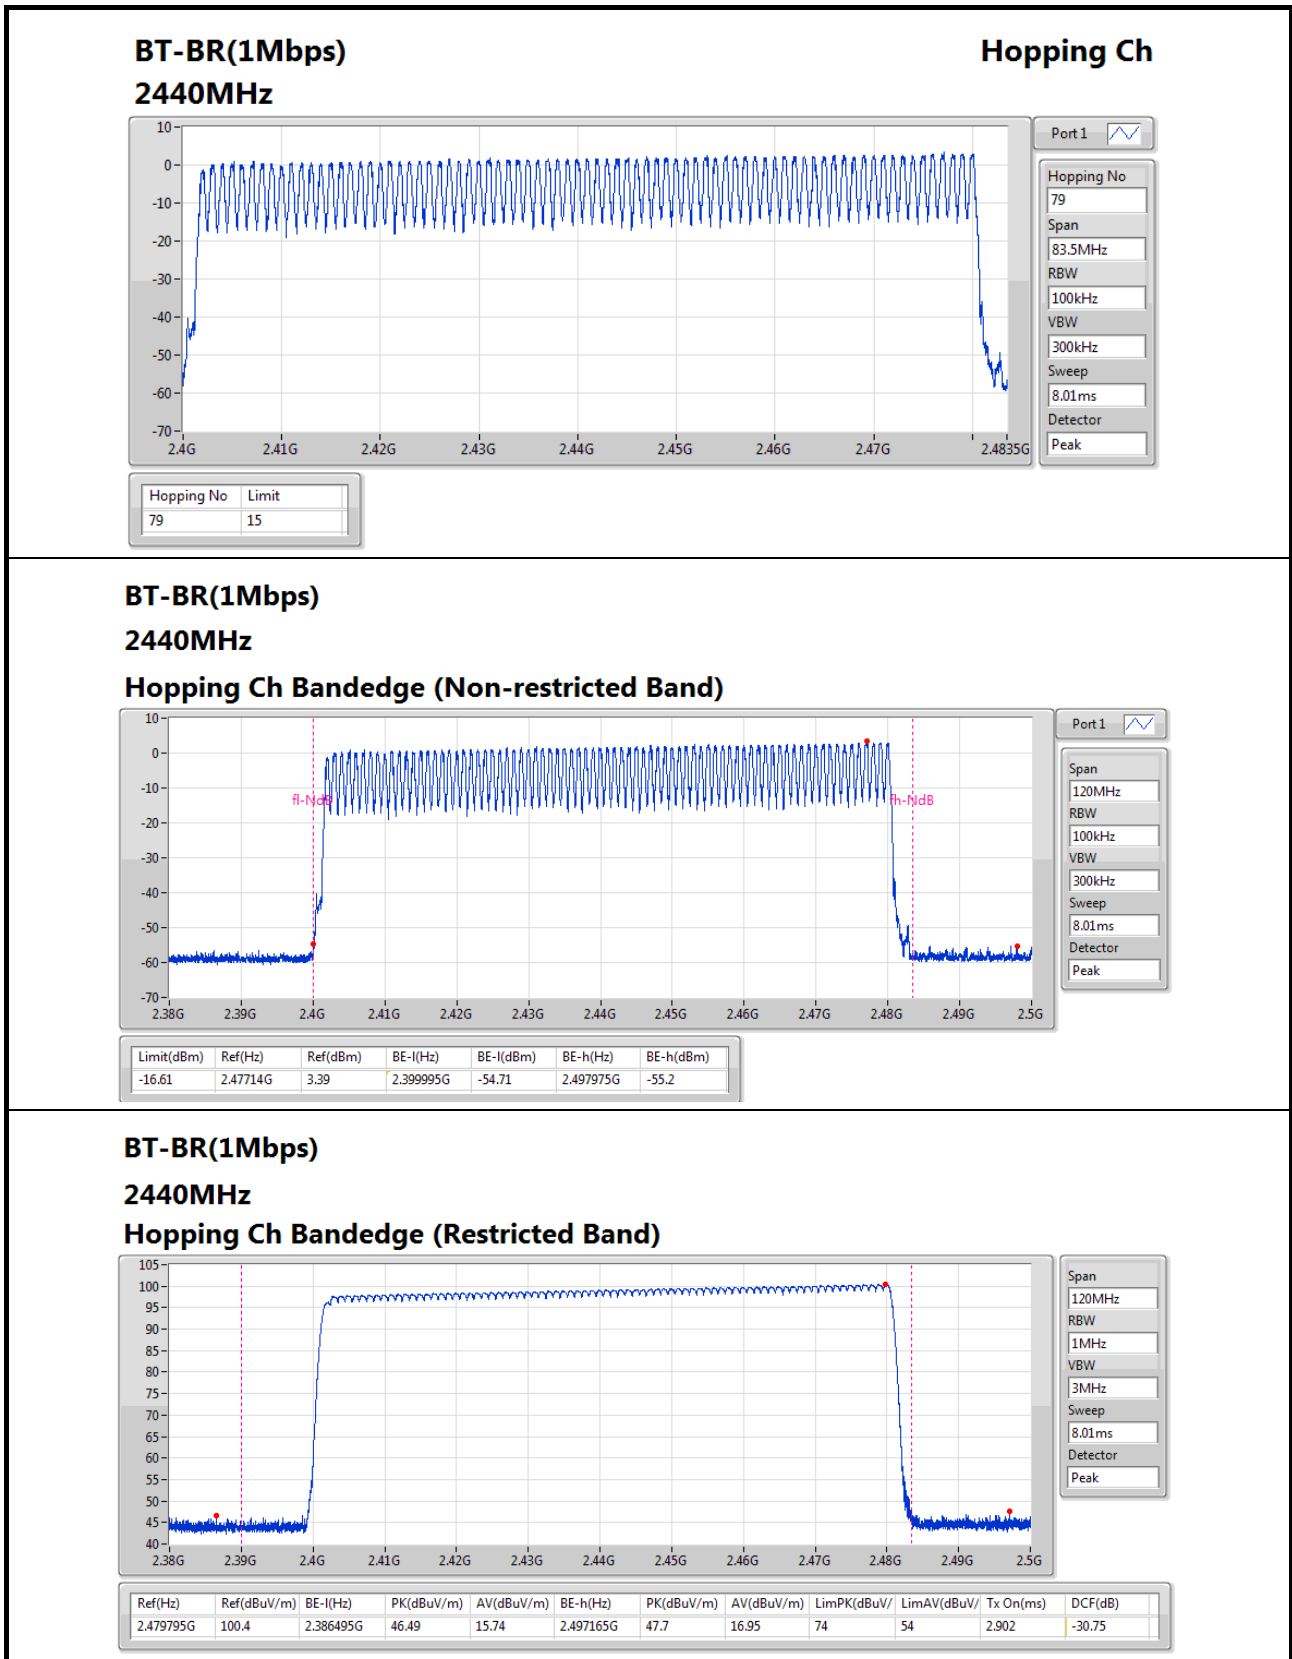 BT-BR(1Mbps) Hopping Ch
2440MHz
10
0
-10
-20
-30
-40
-50
-60
-70
2.4G 2.41G 2.42G 2.43G 2.44G 2.45G 2.46G 2.47G 2.4835G
Port 1
Hopping No
79
Span
83.5MHz
RBW
100kHz
VBW
300kHz
Sweep
8.01ms
Detector
Peak
Hopping No Limit
79 15
BT-BR(1Mbps)
2440MHz
Hopping Ch Bandedge (Non-restricted Band)
10
0
-10
-20
-30
-40
-50
-60
-70
fl-NdB fh-NdB
2.38G 2.39G 2.4G 2.41G 2.42G 2.43G 2.44G 2.45G 2.46G 2.47G 2.48G 2.49G 2.5G
Port 1
Span
120MHz
RBW
100kHz
VBW
300kHz
Sweep
8.01ms
Detector
Peak
Limit(dBm) Ref(Hz) Ref(dBm) BE-l(Hz) BE-l(dBm) BE-h(Hz) BE-h(dBm)
-16.61 2.47714G 3.39 2.399995G -54.71 2.497975G -55.2
BT-BR(1Mbps)
2440MHz
Hopping Ch Bandedge (Restricted Band)
105
100
95
90
85
80
75
70
65
60
55
50
45
40
2.38G 2.39G 2.4G 2.41G 2.42G 2.43G 2.44G 2.45G 2.46G 2.47G 2.48G 2.49G 2.5G
Span
120MHz
RBW
1MHz
VBW
3MHz
Sweep
8.01ms
Detector
Peak
Ref(Hz) Ref(dBuV/m) BE-l(Hz) PK(dBuV/m) AV(dBuV/m) BE-h(Hz) PK(dBuV/m) AV(dBuV/m) LimPK(dBuV/ LimAV(dBuV/ Tx On(ms) DCF(dB)
2.479795G 100.4 2.386495G 46.49 15.74 2.497165G 47.7 16.95 74 54 2.902 -30.75